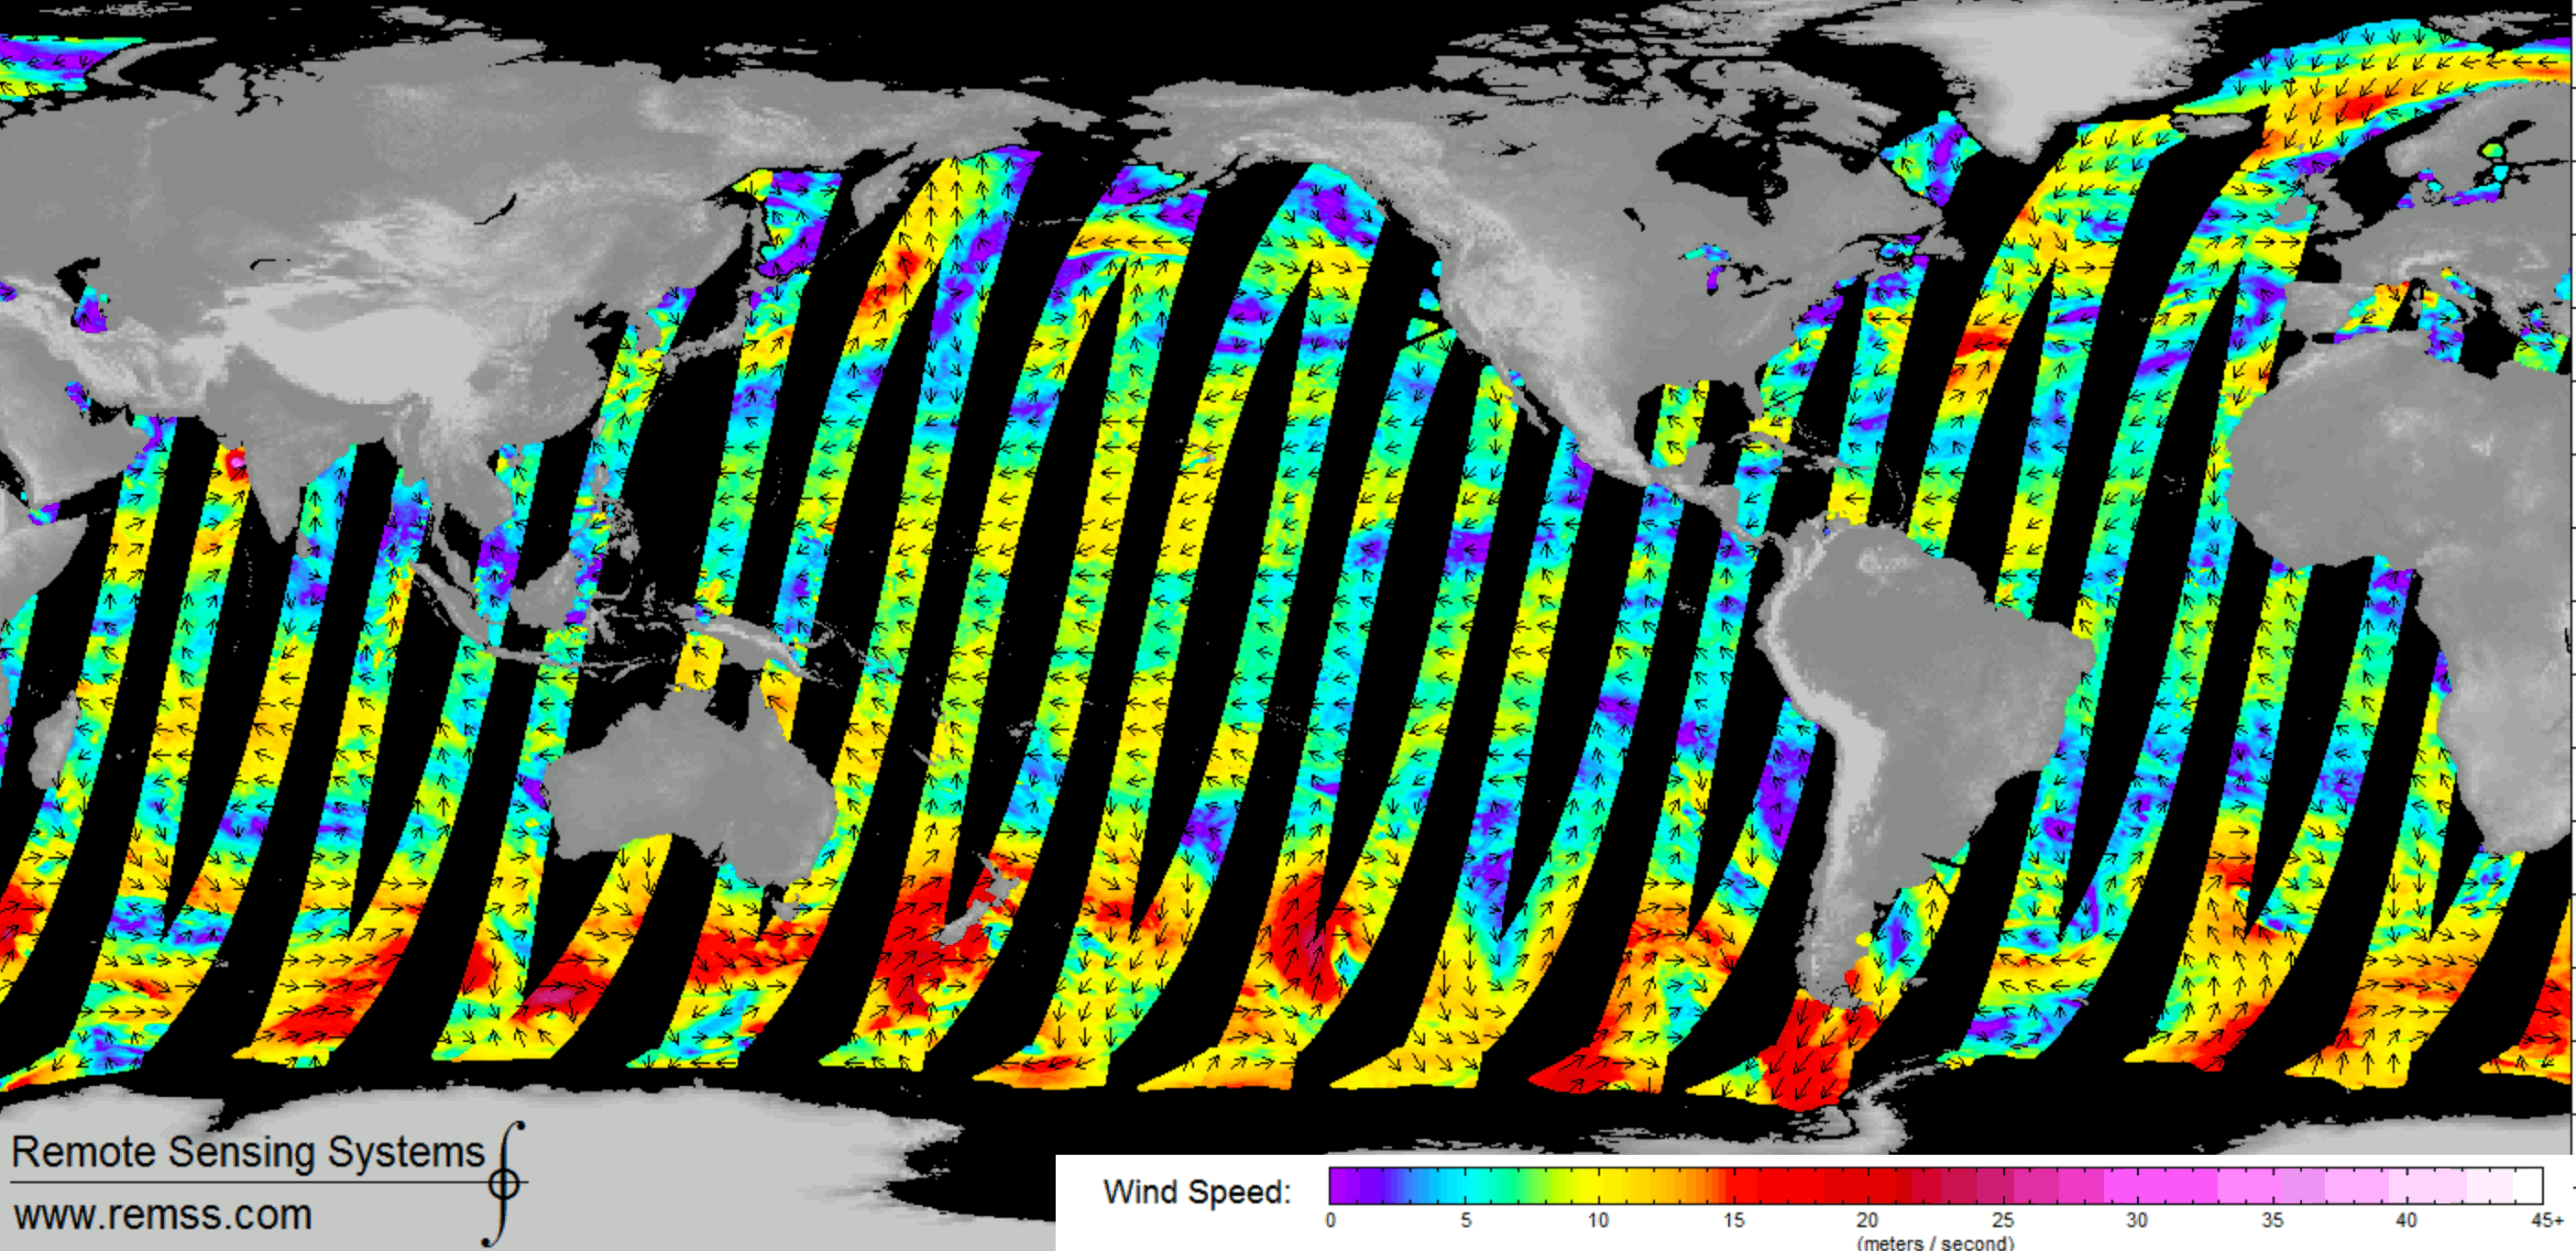 Remote Sensing Systems
www.remss.com
Wind Speed:
0 5 10 15 20 25 30 35 40 45+
(meters / second)